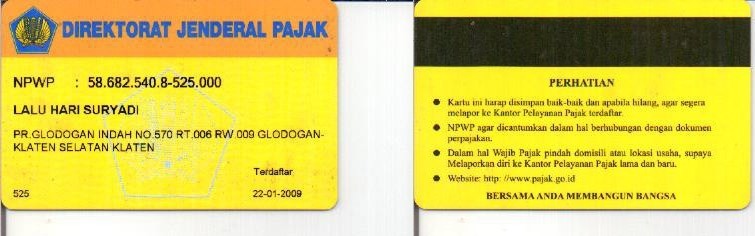 DIREKTORAT JENDERAL PAJAK
NPWP : 58.682.540.8-525.000
LALU HARI SURYADI
PR.GLODOGAN INDAH NO.570 RT.006 RW.009 GLODOGAN-
KLATEN SELATAN KLATEN
Terdaftar
525 22-01-2009
PERHATIAN
● Kartu ini harap disimpan baik-baik dan apabila hilang, agar segera
melapor ke Kantor Pelayanan Pajak terdaftar.
● NPWP agar dicantumkan dalam hal berhubungan dengan dokumen
perpajakan.
● Dalam hal Wajib Pajak pindah domisili atau lokasi usaha, supaya
Melaporkan diri ke Kantor Pelayanan Pajak lama dan baru.
● Website: http: //www.pajak.go.id
BERSAMA ANDA MEMBANGUN BANGSA